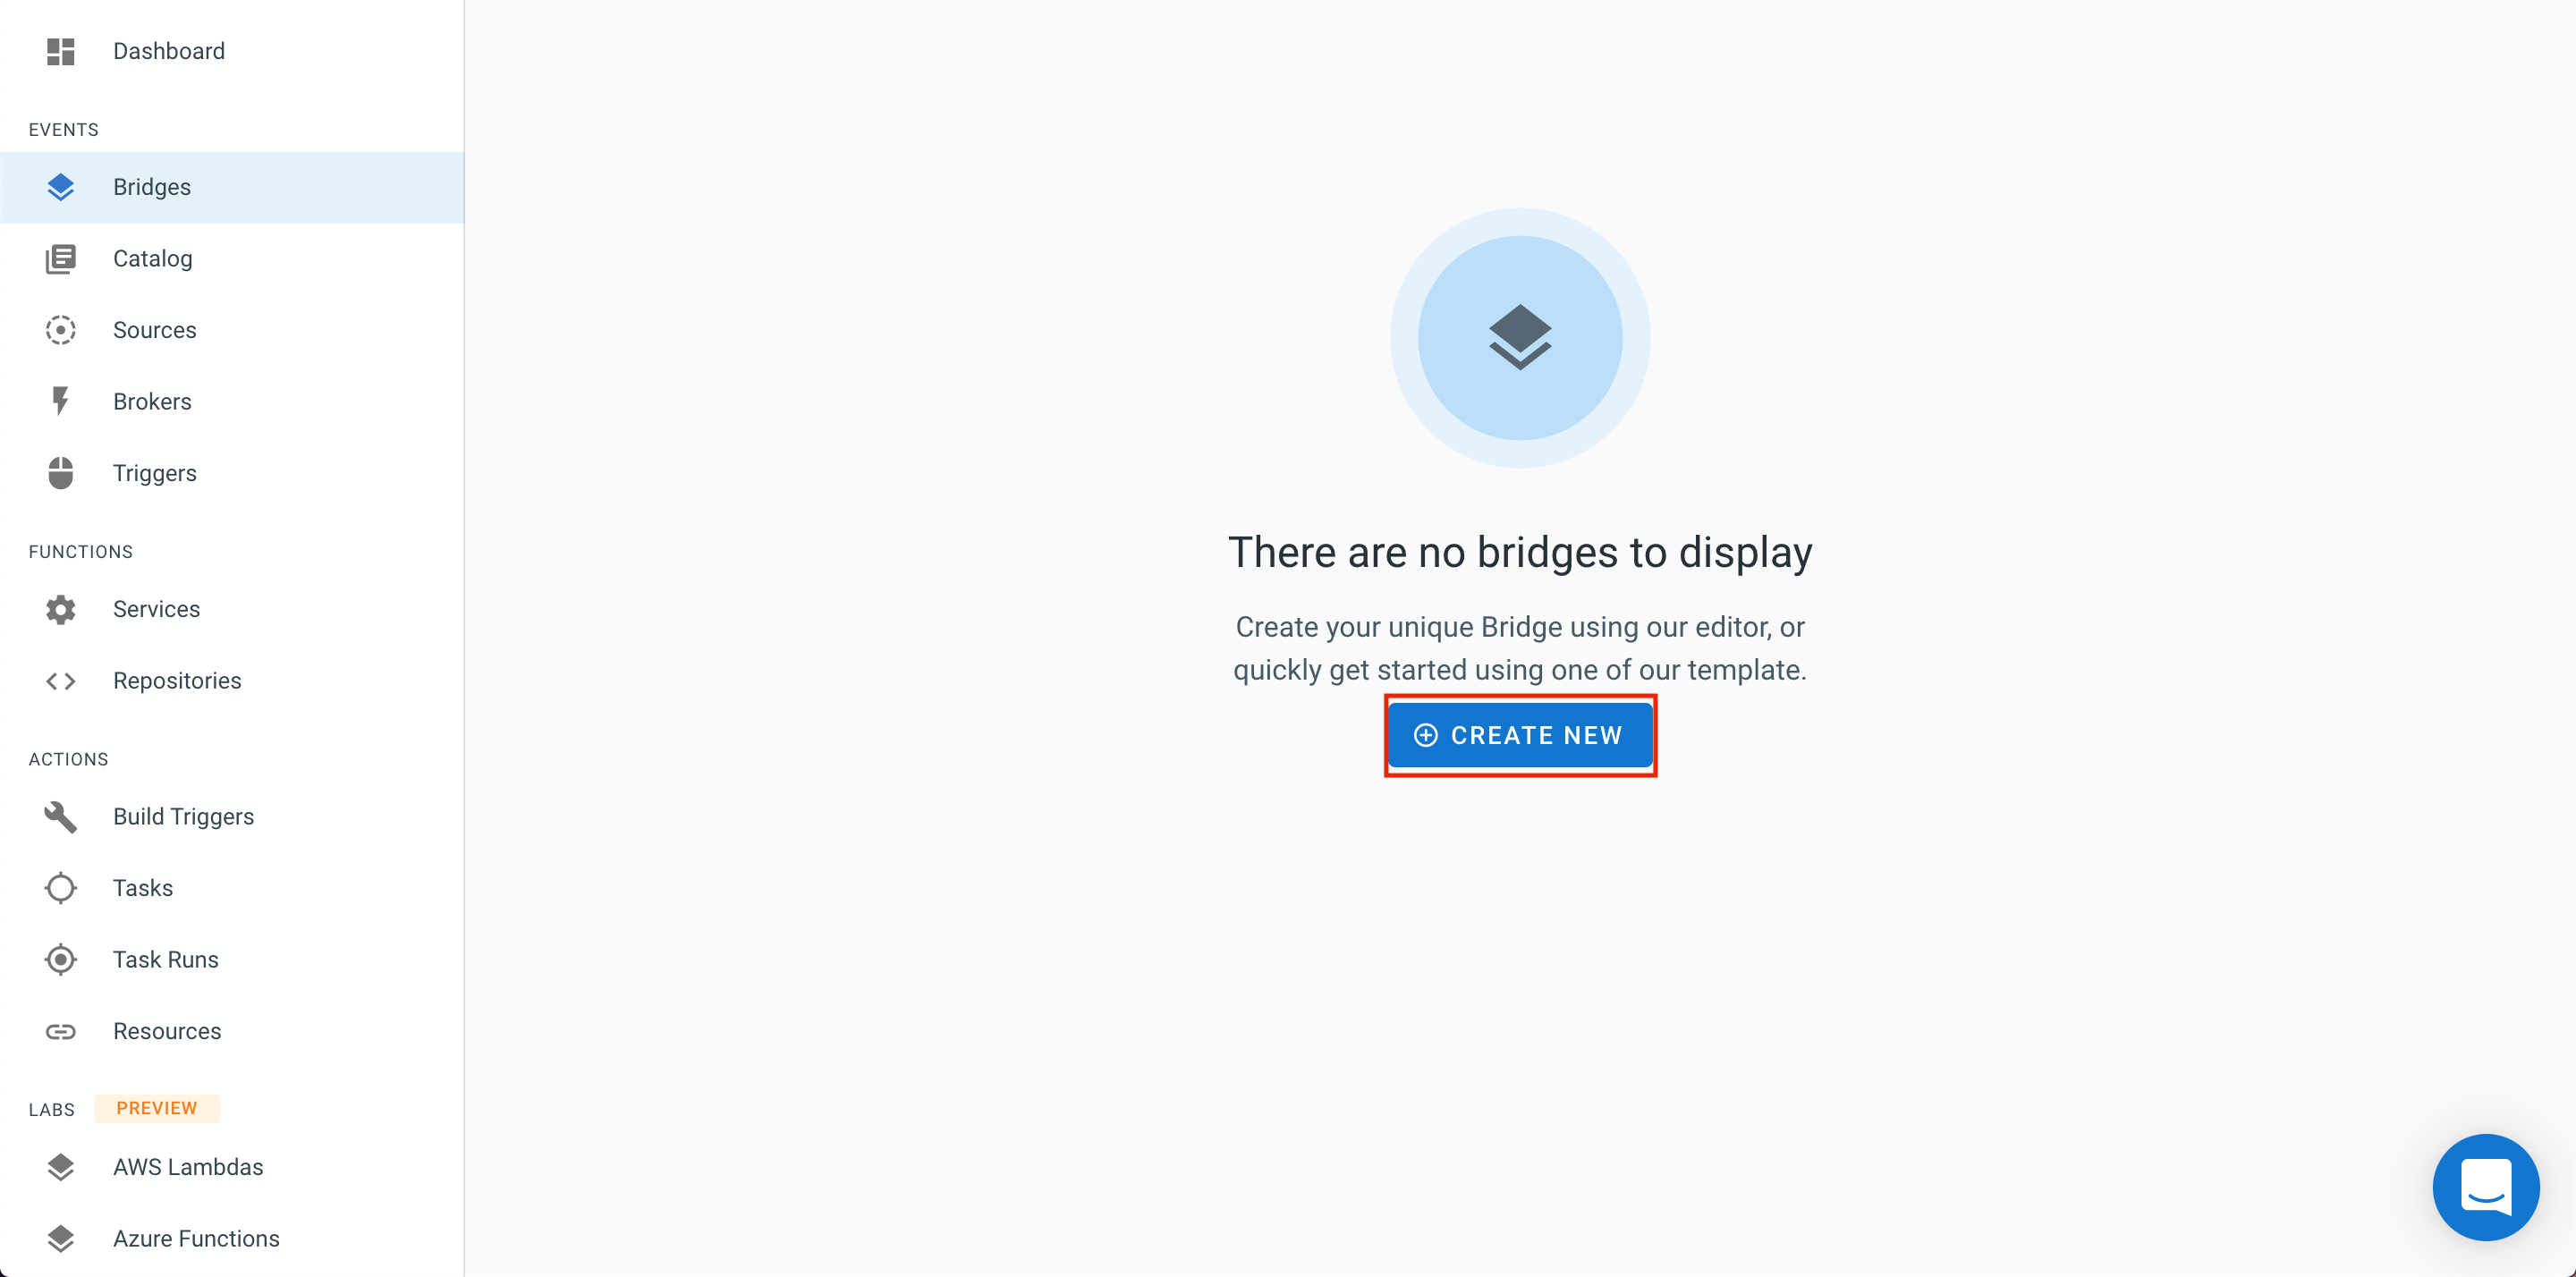 Dashboard
EVENTS
Bridges
Catalog
Sources
Brokers
Triggers
FUNCTIONS
Services
Repositories
ACTIONS
Build Triggers
Tasks
Task Runs
Resources
LABS PREVIEW
AWS Lambdas
Azure Functions
There are no bridges to display
Create your unique Bridge using our editor, or
quickly get started using one of our template.
CREATE NEW